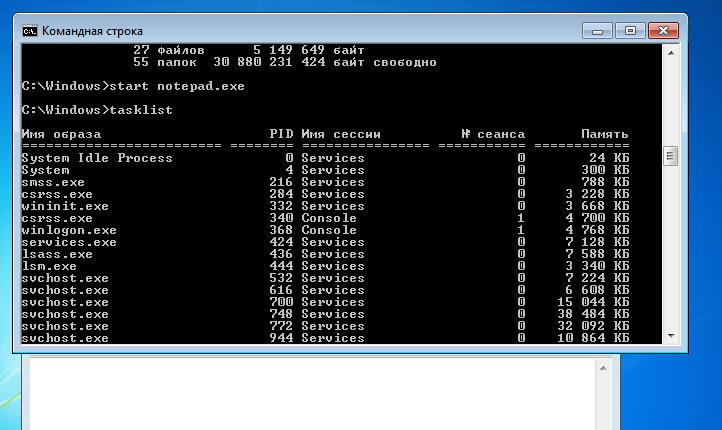 Командная строка
27 файлов 5 149 649 байт
55 папок 30 880 231 424 байт свободно
C:\Windows>start notepad.exe
C:\Windows>tasklist
Имя образа PID Имя сессии № сеанса Память
========================= ======== ================ =========== ============
System Idle Process 0 Services 0 24 КБ
System 4 Services 0 300 КБ
smss.exe 216 Services 0 788 КБ
csrss.exe 284 Services 0 3 228 КБ
wininit.exe 332 Services 0 3 668 КБ
csrss.exe 340 Console 1 4 700 КБ
winlogon.exe 368 Console 1 4 768 КБ
services.exe 424 Services 0 7 128 КБ
lsass.exe 436 Services 0 7 588 КБ
lsm.exe 444 Services 0 3 340 КБ
svchost.exe 532 Services 0 7 224 КБ
svchost.exe 616 Services 0 6 608 КБ
svchost.exe 700 Services 0 15 044 КБ
svchost.exe 748 Services 0 38 484 КБ
svchost.exe 772 Services 0 32 092 КБ
svchost.exe 944 Services 0 10 864 КБ